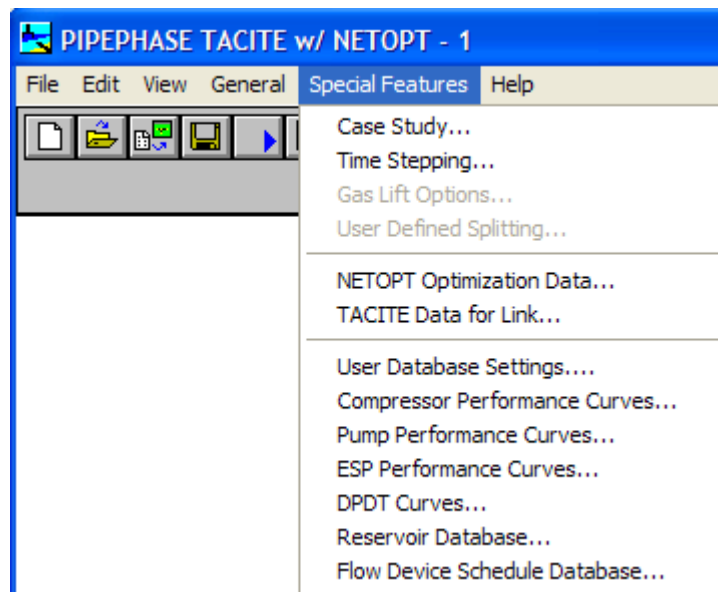 PIPEPHASE TACITE w/ NETOPT - 1
File Edit View General Special Features Help
Case Study...
Time Stepping...
Gas Lift Options...
User Defined Splitting...
NETOPT Optimization Data...
TACITE Data for Link...
User Database Settings....
Compressor Performance Curves...
Pump Performance Curves...
ESP Performance Curves...
DPDT Curves...
Reservoir Database...
Flow Device Schedule Database...